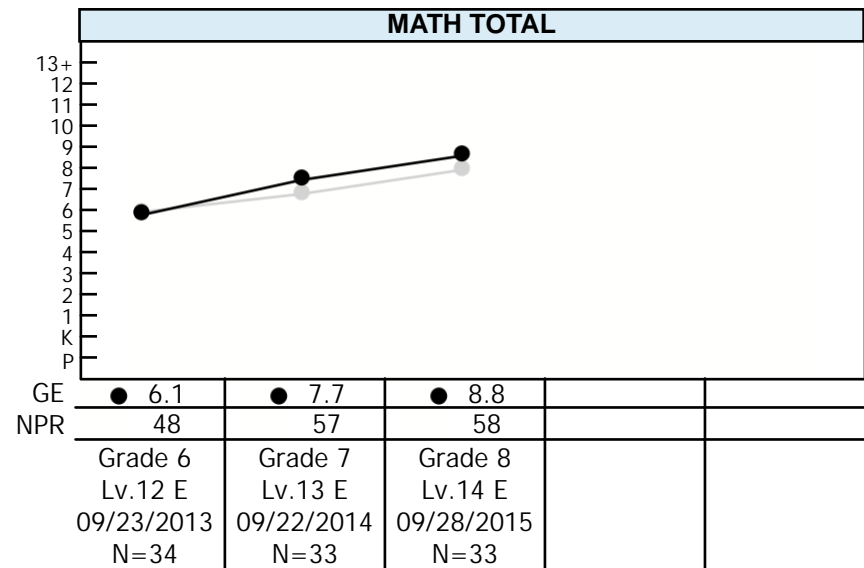 MATH TOTAL
13+
12
11
10
9
8
7
6
5
4
3
2
1
K
P
GE 6.1 7.7 8.8
NPR 48 57 58
Grade 6 Grade 7 Grade 8
Lv.12 E Lv.13 E Lv.14 E
09/23/2013 09/22/2014 09/28/2015
N=34 N=33 N=33